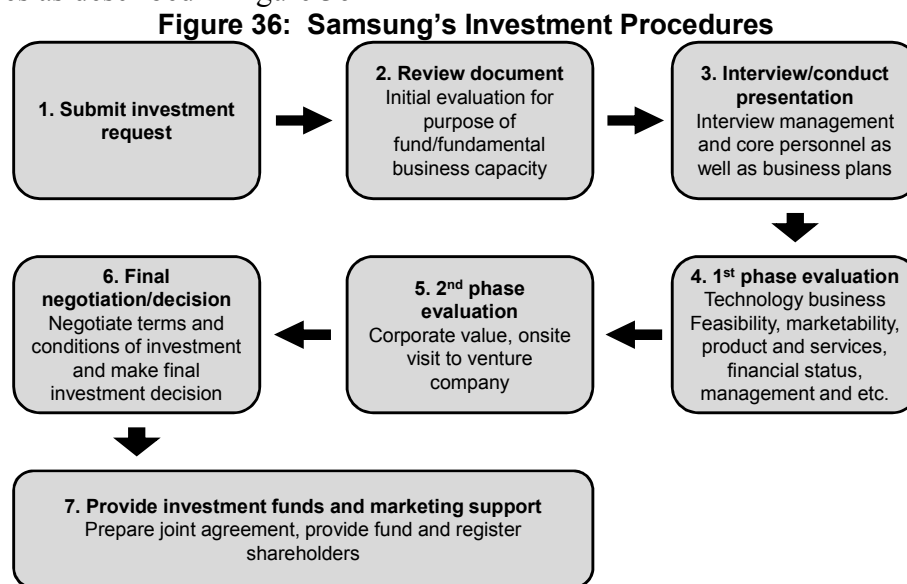 es as described in Figure 36
Figure 36: Samsung's Investment Procedures
1. Submit investment
request
2. Review document
Initial evaluation for
purpose of
fund/fundamental
business capacity
3. Interview/conduct
presentation
Interview management
and core personnel as
well as business plans
4. 1st phase evaluation
Technology business
Feasibility, marketability,
product and services,
financial status,
management and etc.
5. 2nd phase
evaluation
Corporate value, onsite
visit to venture
company
6. Final
negotiation/decision
Negotiate terms and
conditions of investment
and make final
investment decision
7. Provide investment funds and marketing support
Prepare joint agreement, provide fund and register
shareholders